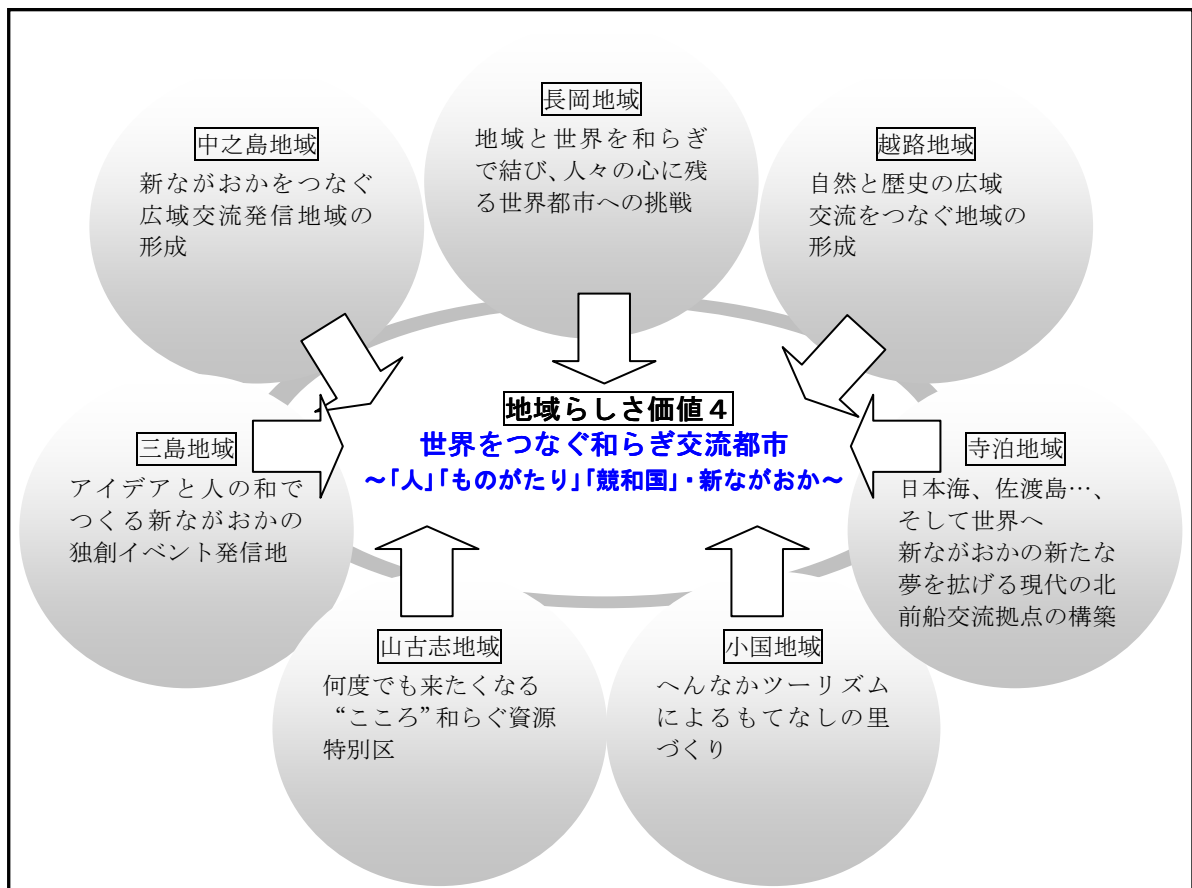 長岡地域
地域と世界を和らぎ
で結び、人々の心に残
る世界都市への挑戦
中之島地域
新ながおかをつなぐ
広域交流発信地域の
形成
越路地域
自然と歴史の広域
交流をつなぐ地域の
形成
地域らしさ価値4
世界をつなぐ和らぎ交流都市
~「人」「ものがたり」「競和国」・新ながおか~
三島地域
アイデアと人の和で
つくる新ながおかの
独創イベント発信地
寺泊地域
日本海、佐渡島…、
そして世界へ
新ながおかの新たな
夢を拡げる現代の北
前船交流拠点の構築
山古志地域
何度でも来たくなる
“こころ”和らぐ資源
特別区
小国地域
へんなかツーリズム
によるもてなしの里
づくり